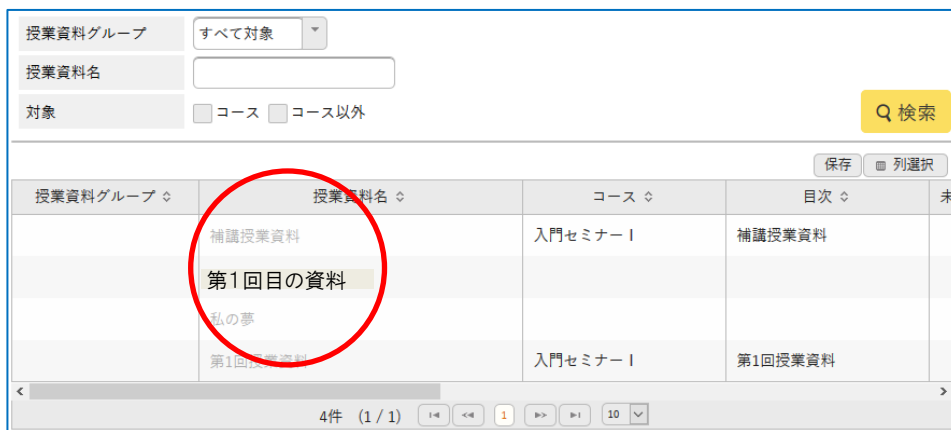 授業資料グループ すべて対象
授業資料名
対象 コース コース以外
検索
保存 列選択
授業資料グループ 授業資料名 コース 目次 未
補講授業資料 入門セミナーⅠ 補講授業資料
第1回目の資料
私の夢
第1回授業資料 入門セミナーⅠ 第1回授業資料
4件 (1/1) 1 10